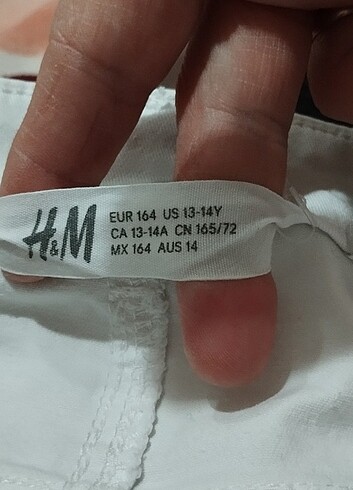 H&M
EUR 164 US 13-14Y
CA 13-14A CN 165/72
MX 164 AUS 14